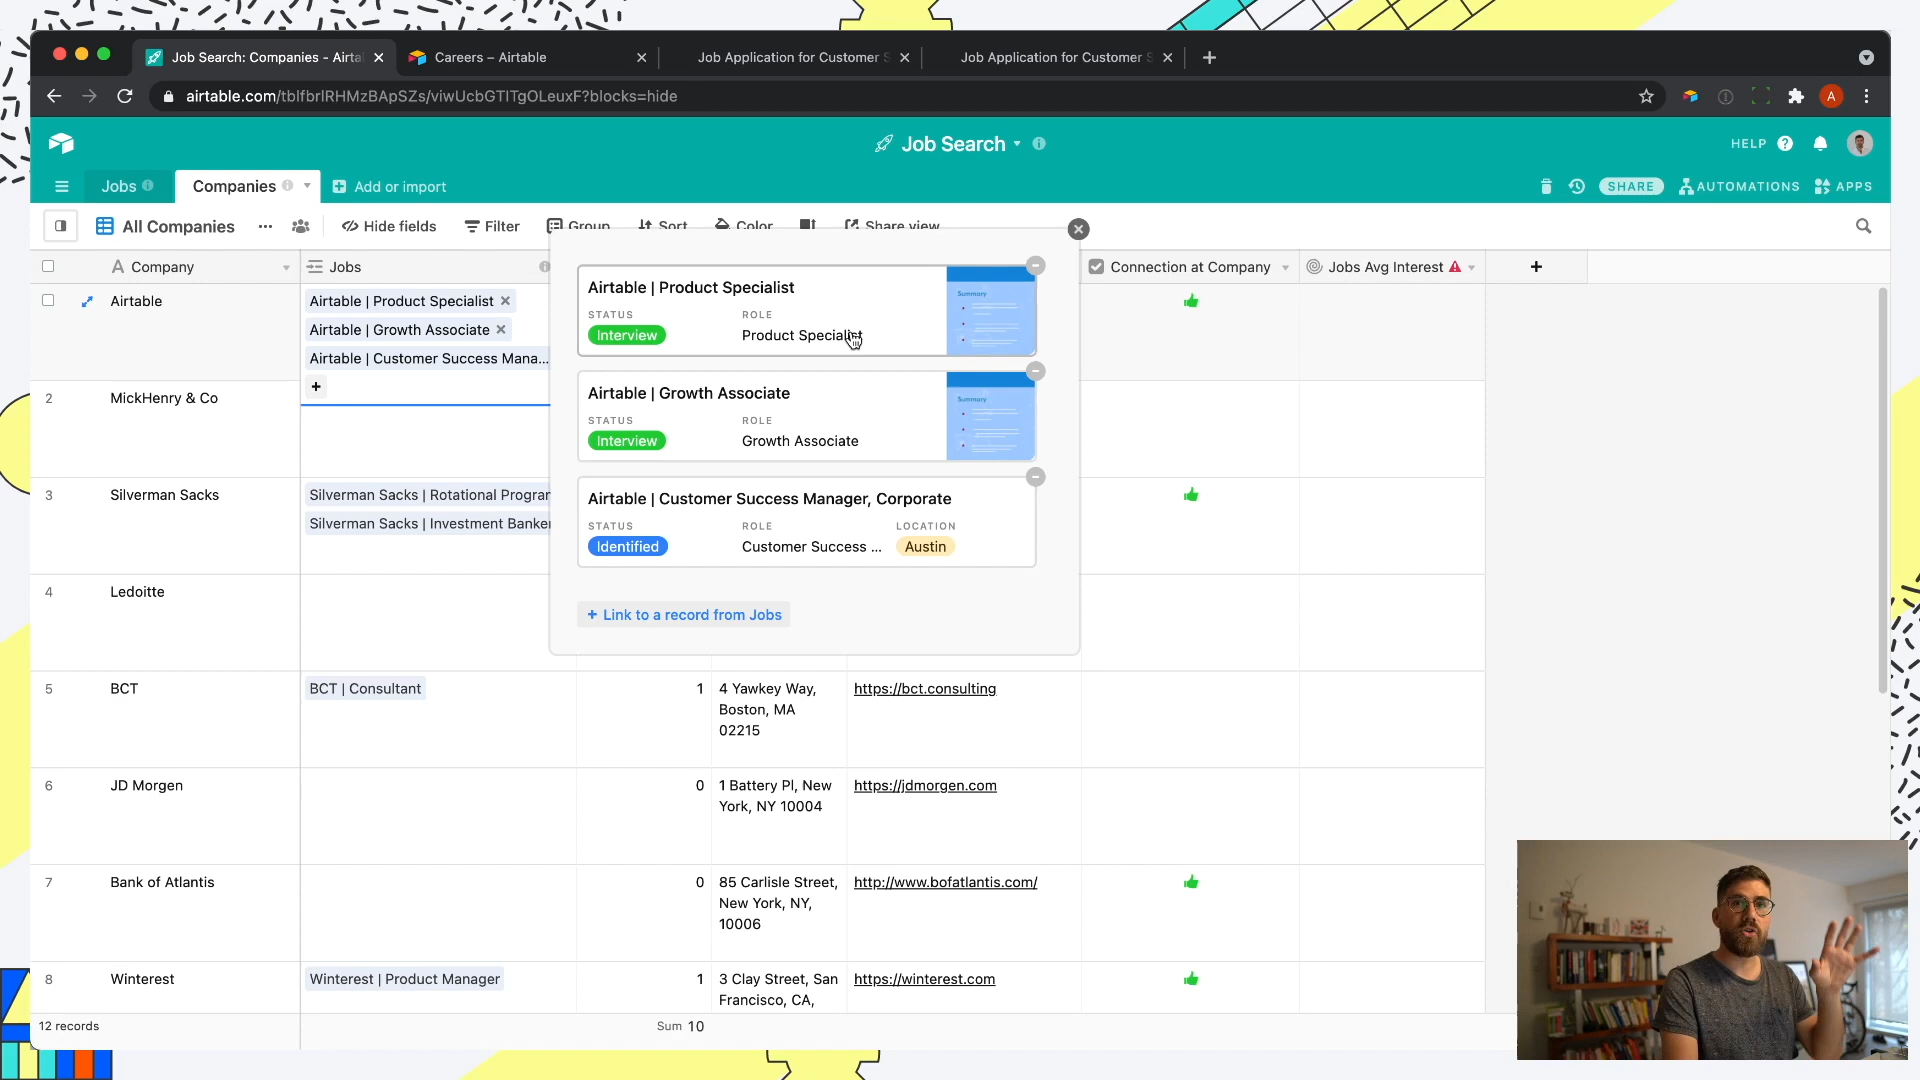 Job Search: Companies - Airta
Careers – Airtable
Job Application for Customer S
Job Application for Customer S
airtable.com/tblfbrIRHMzBApSZs/viwUcbGTITgOLeuxF?blocks=hide
A
Job Search
HELP
Jobs
Companies
Add or import
SHARE
AUTOMATIONS
APPS
All Companies
Hide fields
Filter
Group
Sort
Color
Share view
Company
Jobs
Connection at Company
Jobs Avg Interest
Airtable
Airtable | Product Specialist
Airtable | Growth Associate
Airtable | Customer Success Mana...
Airtable | Product Specialist
STATUS
ROLE
Interview
Product Specialist
Summary
Airtable | Growth Associate
STATUS
ROLE
Interview
Growth Associate
Summary
Airtable | Customer Success Manager, Corporate
STATUS
ROLE
LOCATION
Identified
Customer Success ...
Austin
+ Link to a record from Jobs
2
MickHenry & Co
3
Silverman Sacks
Silverman Sacks | Rotational Program
Silverman Sacks | Investment Banker
4
Ledoitte
5
BCT
BCT | Consultant
1
4 Yawkey Way,
Boston, MA
02215
https://bct.consulting
6
JD Morgen
0
1 Battery Pl, New
York, NY 10004
https://jdmorgen.com
7
Bank of Atlantis
0
85 Carlisle Street,
New York, NY,
10006
http://www.bofatlantis.com/
8
Winterest
Winterest | Product Manager
1
3 Clay Street, San
Francisco, CA,
https://winterest.com
12 records
Sum 10